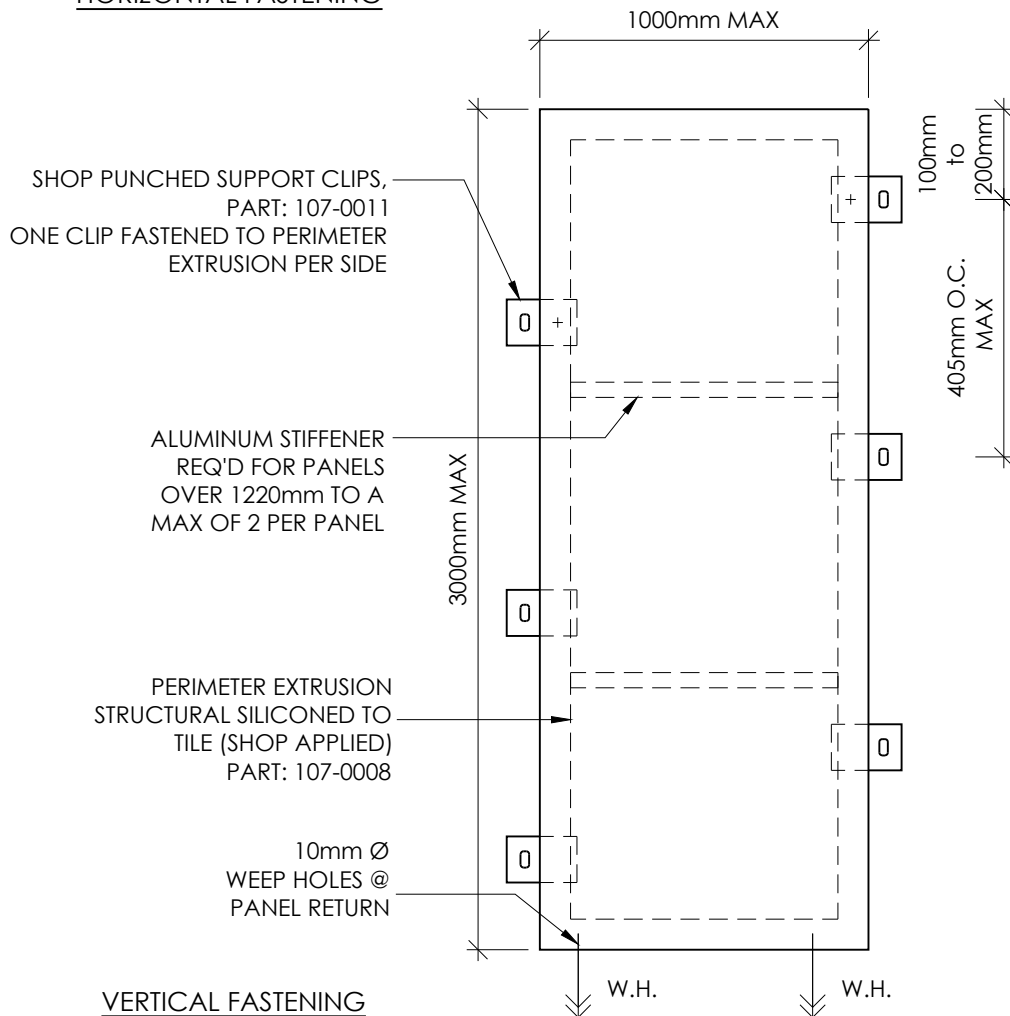 HORIZONTAL FASTENING
1000mm MAX
100mm
to
200mm
SHOP PUNCHED SUPPORT CLIPS,
PART: 107-0011
ONE CLIP FASTENED TO PERIMETER
EXTRUSION PER SIDE
405mm O.C.
MAX
ALUMINUM STIFFENER
REQ'D FOR PANELS
OVER 1220mm TO A
MAX OF 2 PER PANEL
3000mm MAX
PERIMETER EXTRUSION
STRUCTURAL SILICONED TO
TILE (SHOP APPLIED)
PART: 107-0008
10mm Ø
WEEP HOLES @
PANEL RETURN
W.H.
W.H.
VERTICAL FASTENING